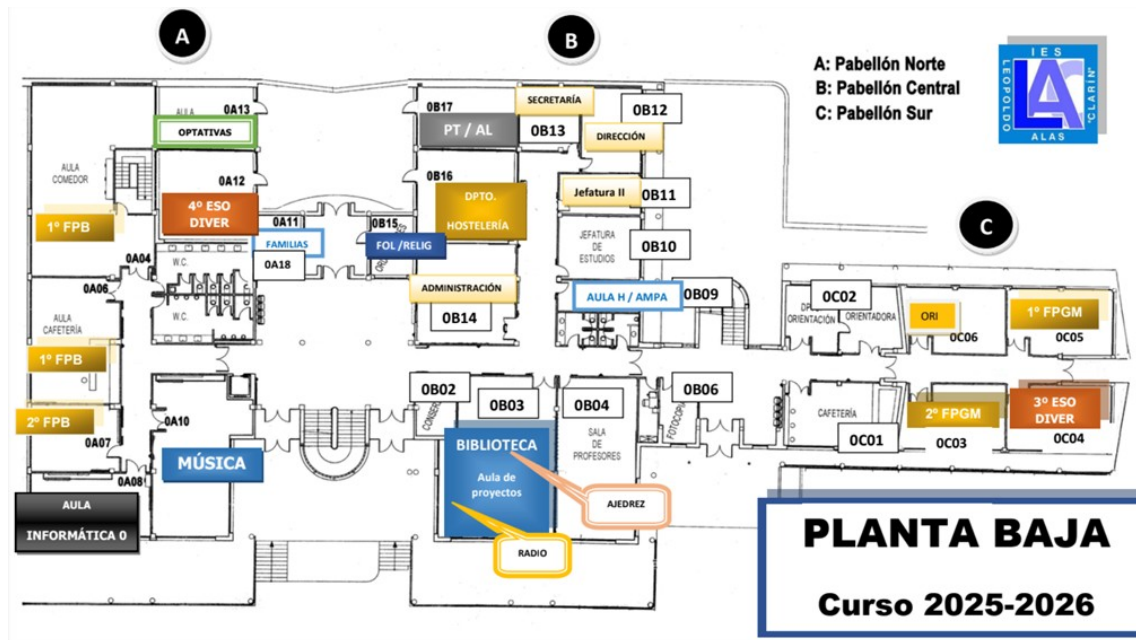 A
B
A: Pabellón Norte
B: Pabellón Central
C: Pabellón Sur
IES
LEOPOLDO
ALAS
"CLARÍN"
LAC
AULA
0A13
OPTATIVAS
0B17
PT / AL
SECRETARÍA
0B13
0B12
DIRECCIÓN
AULA
COMEDOR
1º FPB
0A12
4º ESO
DIVER
0B16
DPTO.
HOSTELERÍA
Jefatura II
0B11
0A11
FAMILIAS
0A18
0B15
FOL /RELIG
JEFATURA
DE
ESTUDIOS
0B10
C
0A04
W.C.
W.C.
0A06
AULA
CAFETERÍA
1º FPB
ADMINISTRACIÓN
0B14
AULA H / AMPA
0B09
0C02
ORIENTACIÓN
ORIENTADORA
ORI
0C06
1º FPGM
0C05
2º FPB
0A07
0A08
0A10
MÚSICA
AULA
INFORMÁTICA 0
0B02
0B03
0B04
0B06
FOTOCOPI
BIBLIOTECA
Aula de
proyectos
SALA
DE
PROFESORES
AJEDREZ
RADIO
CAFETERÍA
0C01
2º FPGM
0C03
3º ESO
DIVER
0C04
PLANTA BAJA
Curso 2025-2026